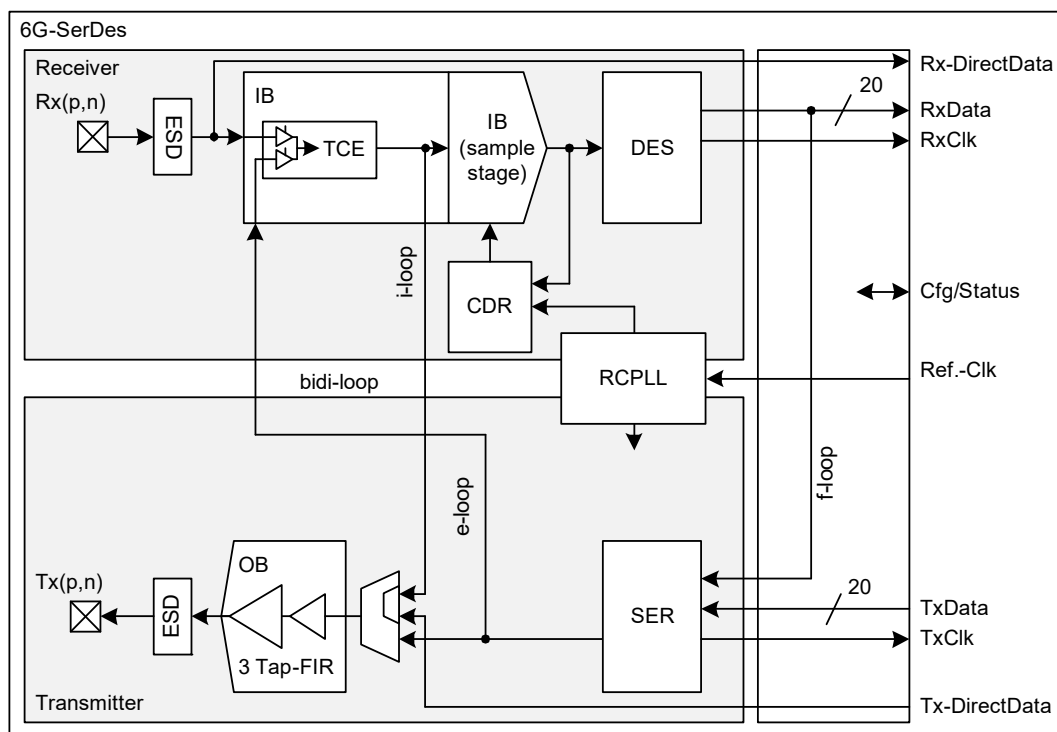 6G-SerDes
Receiver
Rx(p,n)
ESD
IB
TCE
IB
(sample
stage)
DES
Rx-DirectData
20
RxData
RxClk
i-loop
CDR
Cfg/Status
RCPLL
Ref.-Clk
bidi-loop
f-loop
e-loop
Tx(p,n)
ESD
OB
3 Tap-FIR
SER
20
TxData
TxClk
Transmitter
Tx-DirectData